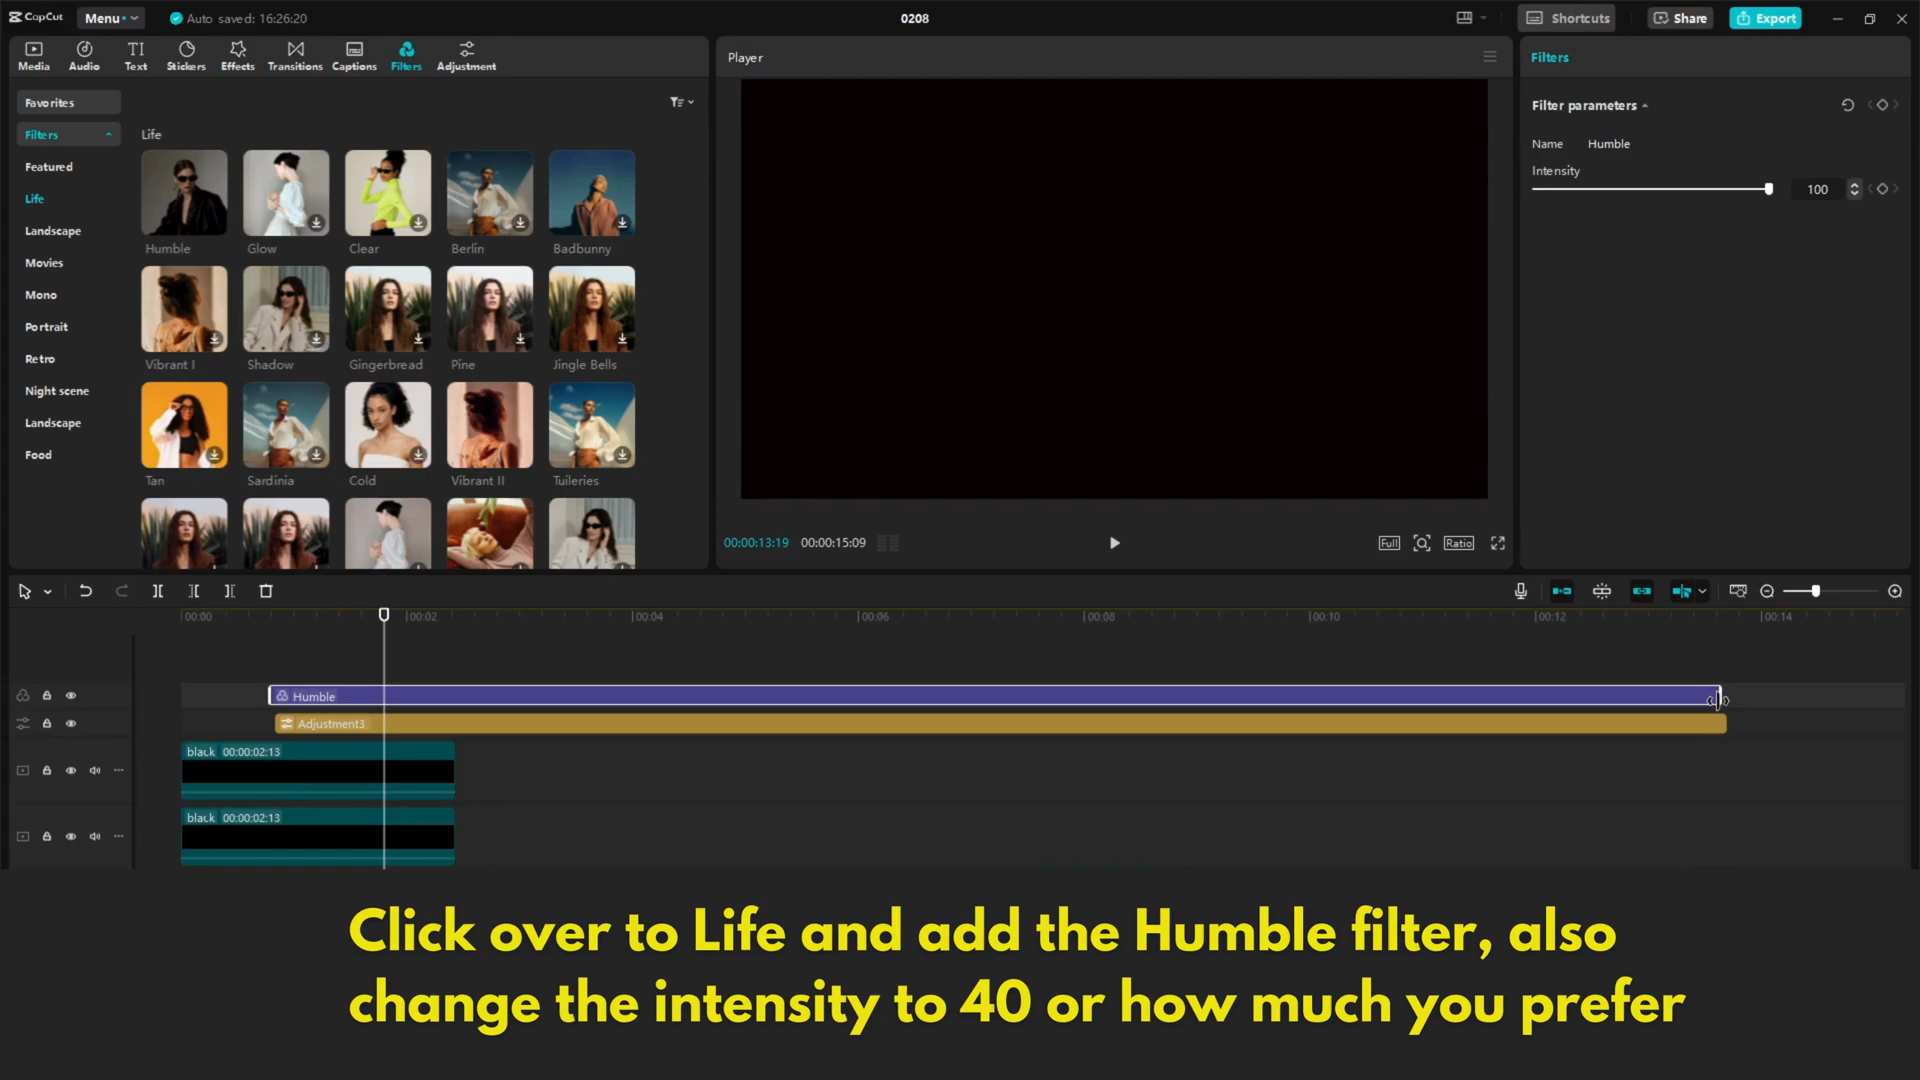 CapCut
Menu
Auto saved: 16:26:20
0208
Shortcuts
Share
Export
Media
Audio
Text
Stickers
Effects
Transitions
Captions
Filters
Adjustment
Player
Filters
Favorites
Filters
Featured
Life
Landscape
Movies
Mono
Portrait
Retro
Night scene
Landscape
Food
Life
Humble
Glow
Clear
Berlin
Badbunny
Vibrant I
Shadow
Gingerbread
Pine
Jingle Bells
Tan
Sardinia
Cold
Vibrant II
Tuileries
00:00:13:19
00:00:15:09
Full
Ratio
Filter parameters
Name Humble
Intensity
100
00:00
00:02
00:04
00:06
00:08
00:10
00:12
00:14
Humble
Adjustment3
black 00:00:02:13
black 00:00:02:13
Click over to Life and add the Humble filter, also
change the intensity to 40 or how much you prefer